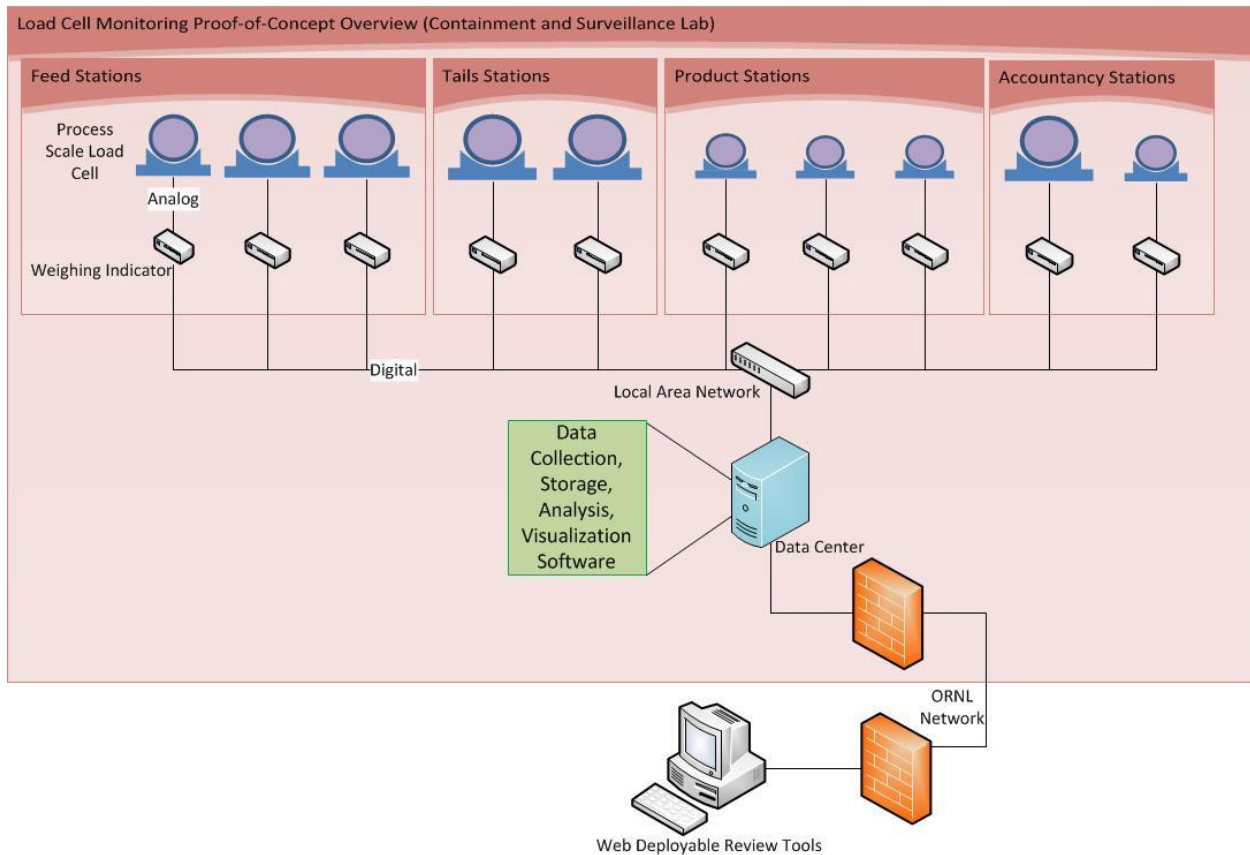 Load Cell Monitoring Proof-of-Concept Overview (Containment and Surveillance Lab)
Feed Stations
Tails Stations
Product Stations
Accountancy Stations
Process
Scale Load
Cell
Analog
Weighing Indicator
Digital
Local Area Network
Data
Collection,
Storage,
Analysis,
Visualization
Software
Data Center
ORNL
Network
Web Deployable Review Tools